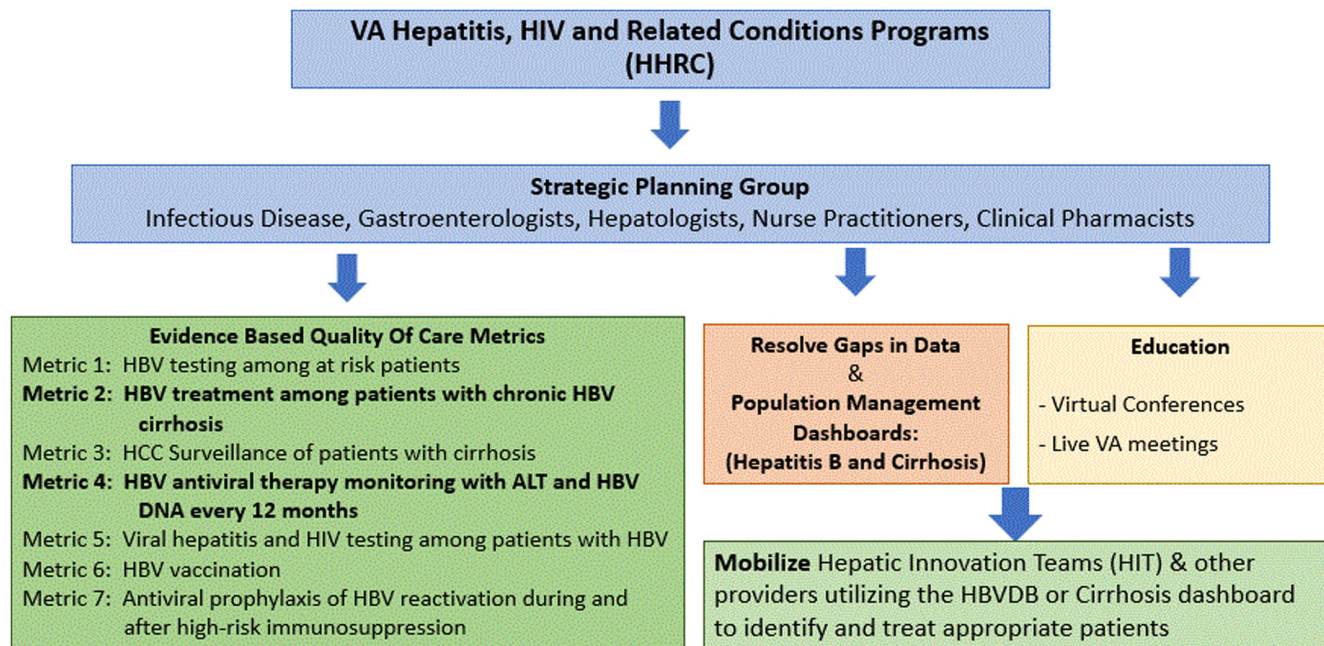 VA Hepatitis, HIV and Related Conditions Programs
(HHRC)
Strategic Planning Group
Infectious Disease, Gastroenterologists, Hepatologists, Nurse Practitioners, Clinical Pharmacists
Evidence Based Quality Of Care Metrics
Metric 1: HBV testing among at risk patients
Metric 2: HBV treatment among patients with chronic HBV
cirrhosis
Metric 3: HCC Surveillance of patients with cirrhosis
Metric 4: HBV antiviral therapy monitoring with ALT and HBV
DNA every 12 months
Metric 5: Viral hepatitis and HIV testing among patients with HBV
Metric 6: HBV vaccination
Metric 7: Antiviral prophylaxis of HBV reactivation during and
after high-risk immunosuppression
Resolve Gaps in Data
&
Population Management
Dashboards:
(Hepatitis B and Cirrhosis)
Education
- Virtual Conferences
- Live VA meetings
Mobilize Hepatic Innovation Teams (HIT) & other
providers utilizing the HBVDB or Cirrhosis dashboard
to identify and treat appropriate patients